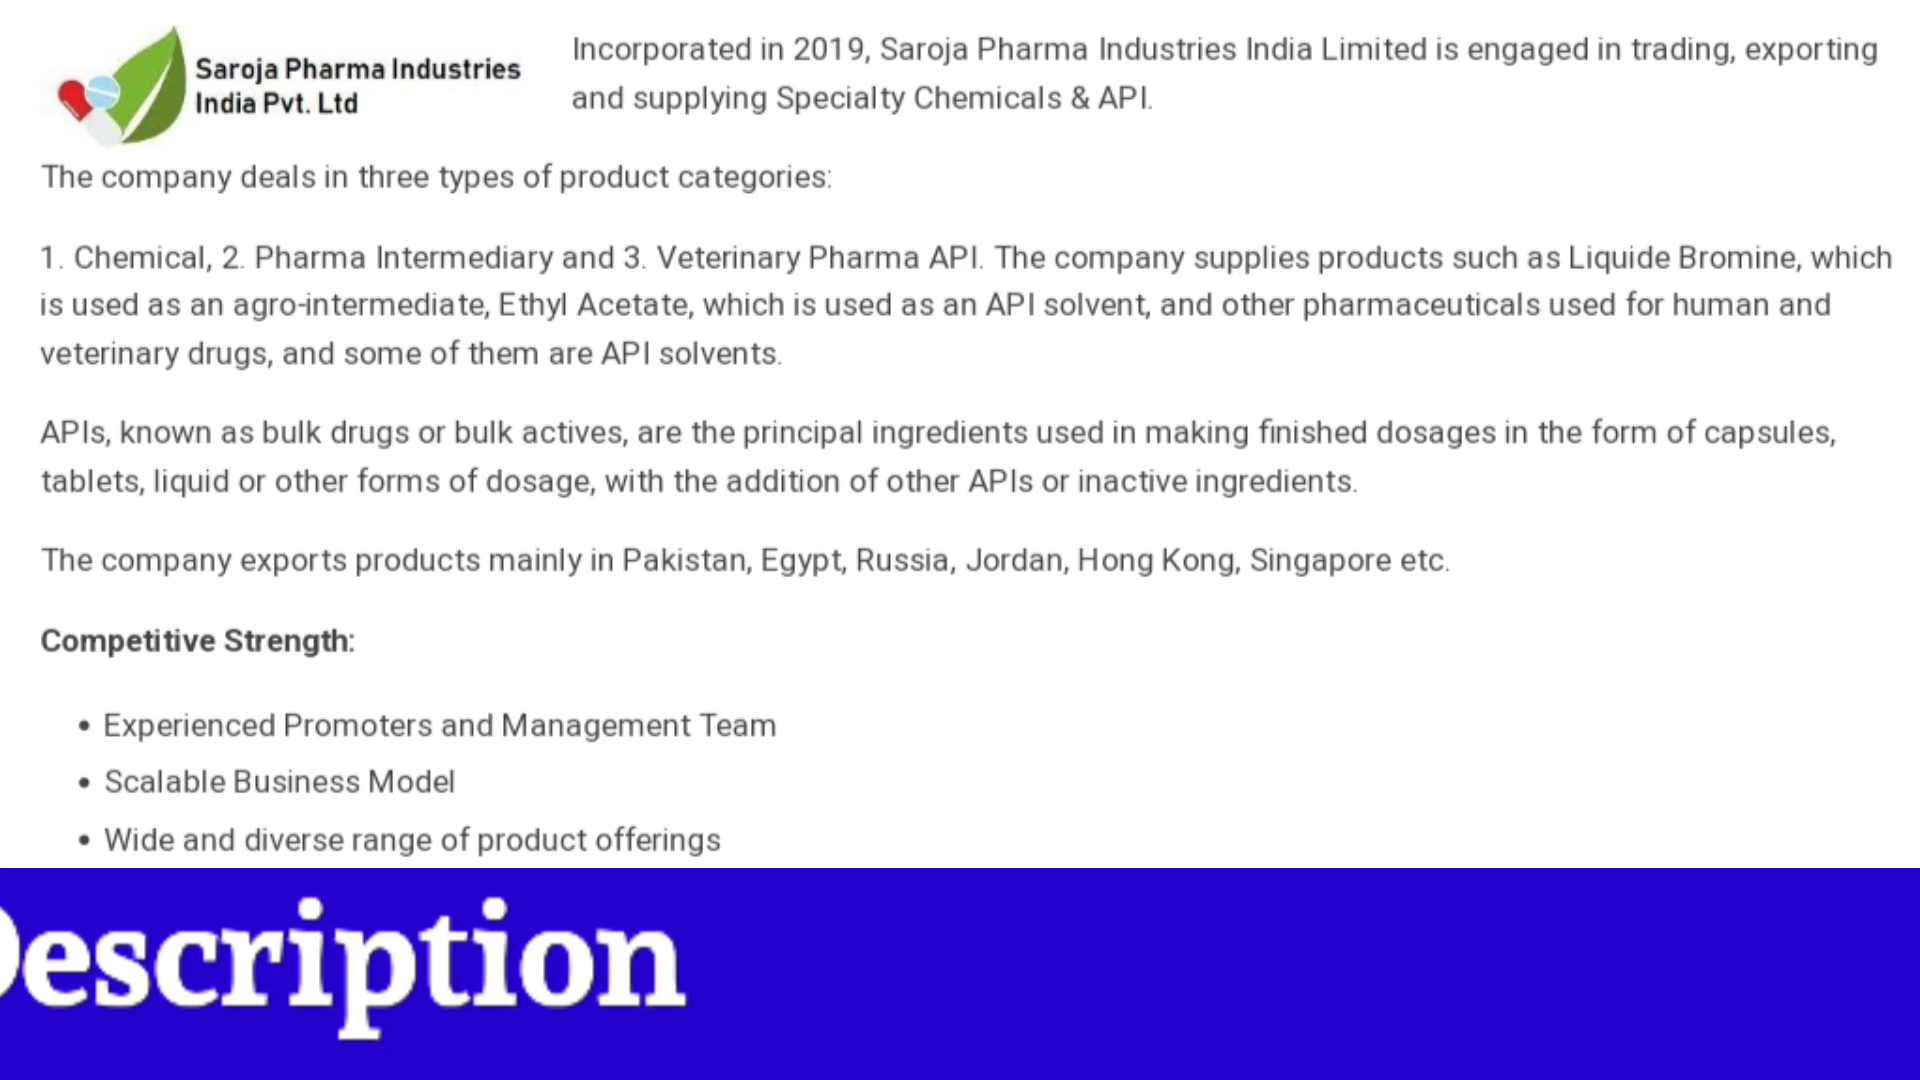 Saroja Pharma Industries
India Pvt. Ltd
Incorporated in 2019, Saroja Pharma Industries India Limited is engaged in trading, exporting
and supplying Specialty Chemicals & API.
The company deals in three types of product categories:
1. Chemical, 2. Pharma Intermediary and 3. Veterinary Pharma API. The company supplies products such as Liquide Bromine, which
is used as an agro-intermediate, Ethyl Acetate, which is used as an API solvent, and other pharmaceuticals used for human and
veterinary drugs, and some of them are API solvents.
APIs, known as bulk drugs or bulk actives, are the principal ingredients used in making finished dosages in the form of capsules,
tablets, liquid or other forms of dosage, with the addition of other APIs or inactive ingredients.
The company exports products mainly in Pakistan, Egypt, Russia, Jordan, Hong Kong, Singapore etc.
Competitive Strength:
• Experienced Promoters and Management Team
• Scalable Business Model
• Wide and diverse range of product offerings
Description